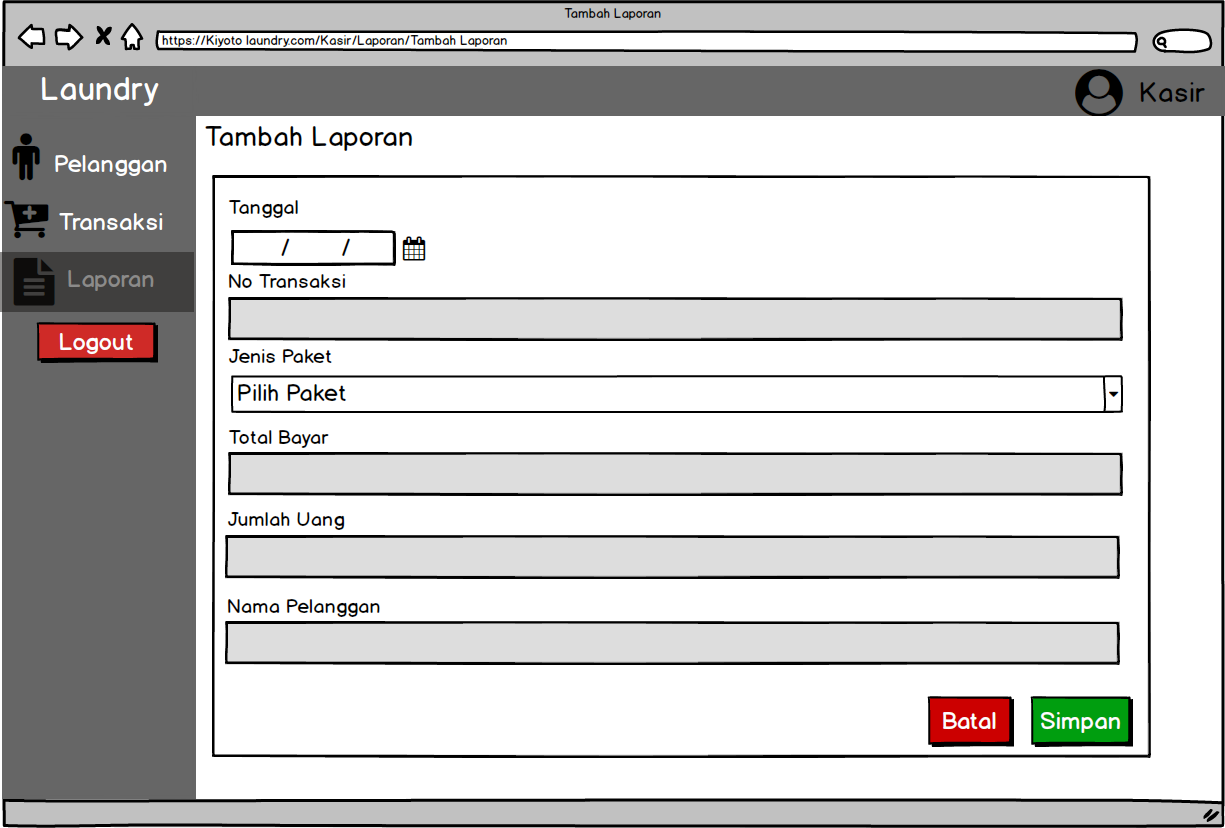 Tambah Laporan
https://Kiyoto laundry.com/Kasir/Laporan/Tambah Laporan
Laundry
Kasir
Pelanggan
Transaksi
Laporan
Logout
Tambah Laporan
Tanggal
/ /
No Transaksi
Jenis Paket
Pilih Paket
Total Bayar
Jumlah Uang
Nama Pelanggan
Batal
Simpan